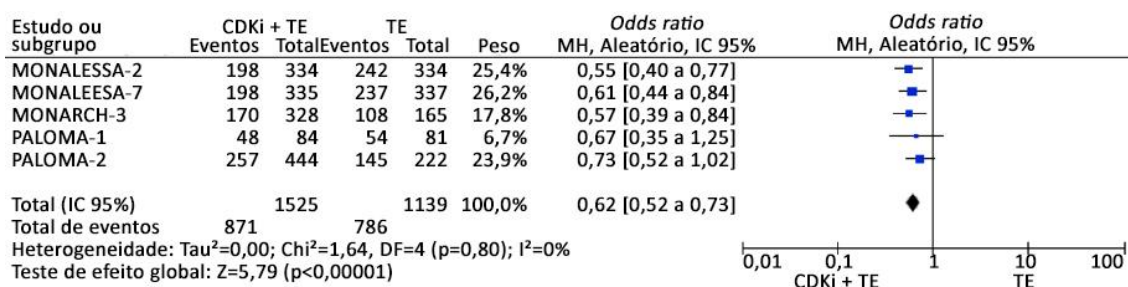 Estudo ou CDKi + TE TE Odds ratio Odds ratio
subgrupo Eventos Total Eventos Total Peso MH, Aleatório, IC 95% MH, Aleatório, IC 95%
MONALESSA-2 198 334 242 334 25,4% 0,55 [0,40 a 0,77]
MONALEESA-7 198 335 237 337 26,2% 0,61 [0,44 a 0,84]
MONARCH-3 170 328 108 165 17,8% 0,57 [0,39 a 0,84]
PALOMA-1 48 84 54 81 6,7% 0,67 [0,35 a 1,25]
PALOMA-2 257 444 145 222 23,9% 0,73 [0,52 a 1,02]
Total (IC 95%) 1525 1139 100,0% 0,62 [0,52 a 0,73]
Total de eventos 871 786
Heterogeneidade: Tau²=0,00; Chi²=1,64, DF=4 (p=0,80); I²=0%
Teste de efeito global: Z=5,79 (p<0,00001)
0,01 0,1 1 10 100
CDKi + TE TE